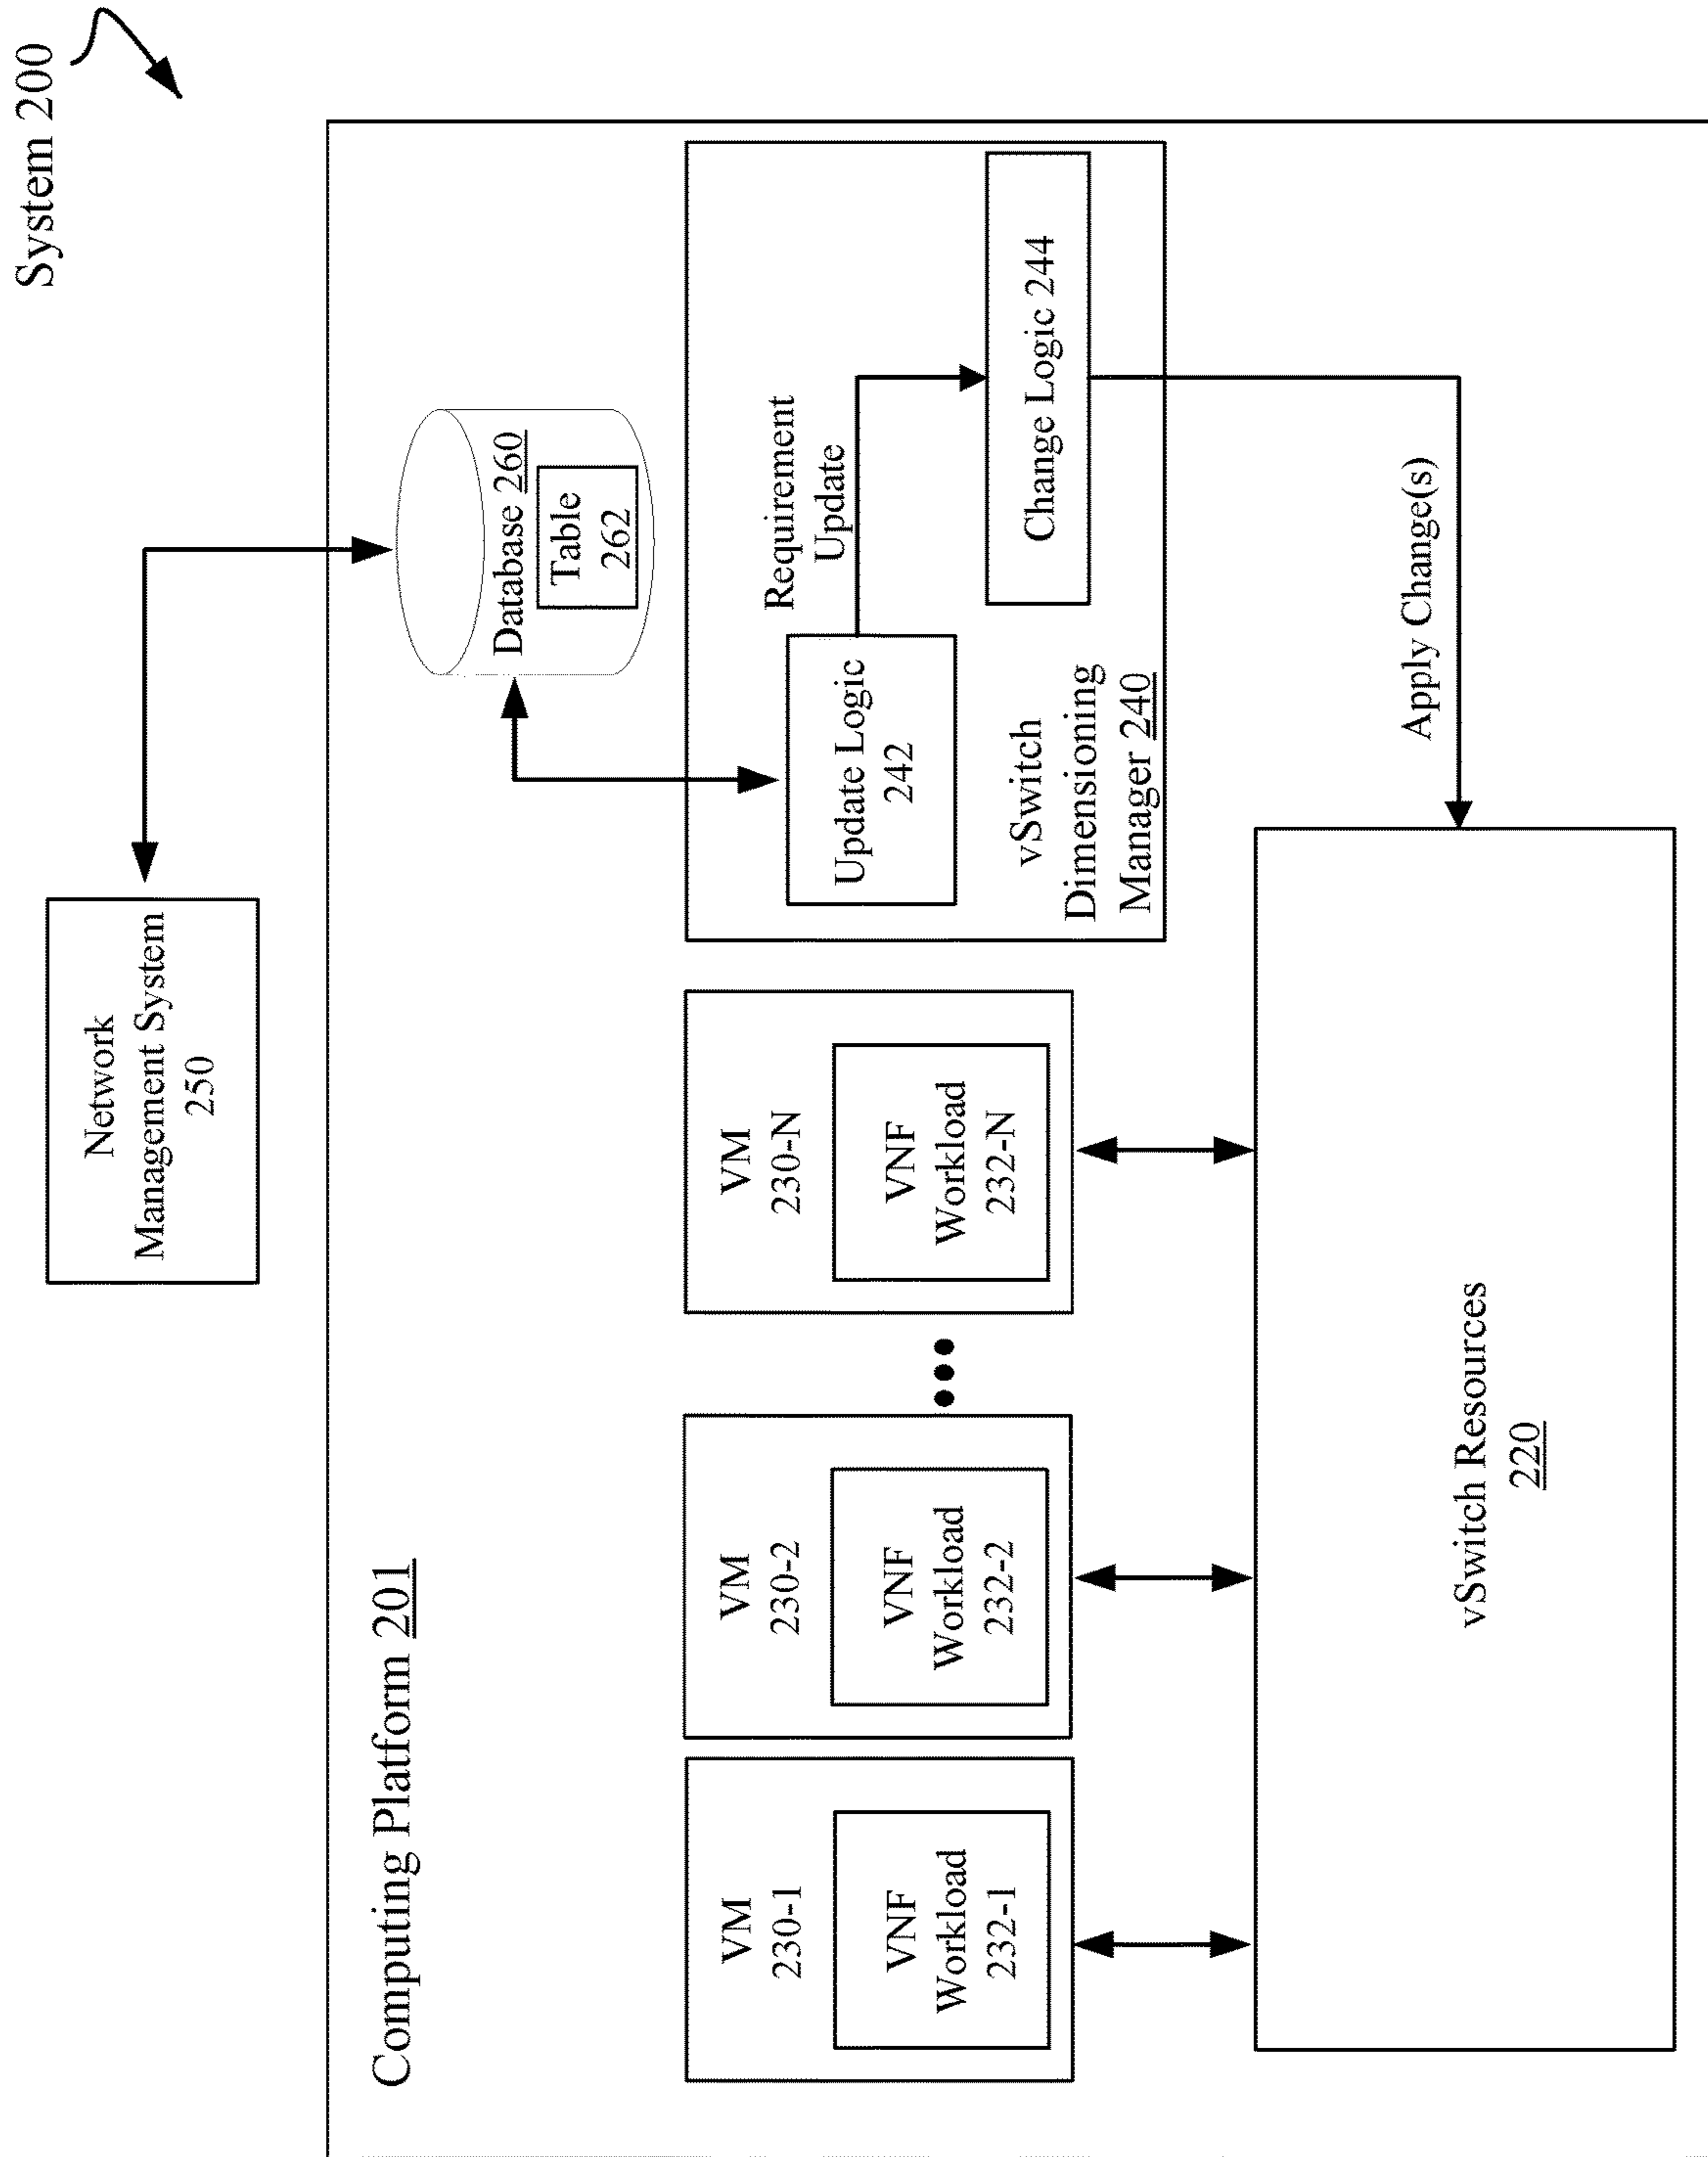 System 200
Network
Management System
250
Computing Platform 201
Database 260
Table
262
VM
230-1
VNF
Workload
232-1
VM
230-2
VNF
Workload
232-2
VM
230-N
VNF
Workload
232-N
Update Logic
242
Requirement
Update
Change Logic 244
vSwitch
Dimensioning
Manager 240
Apply Change(s)
vSwitch Resources
220